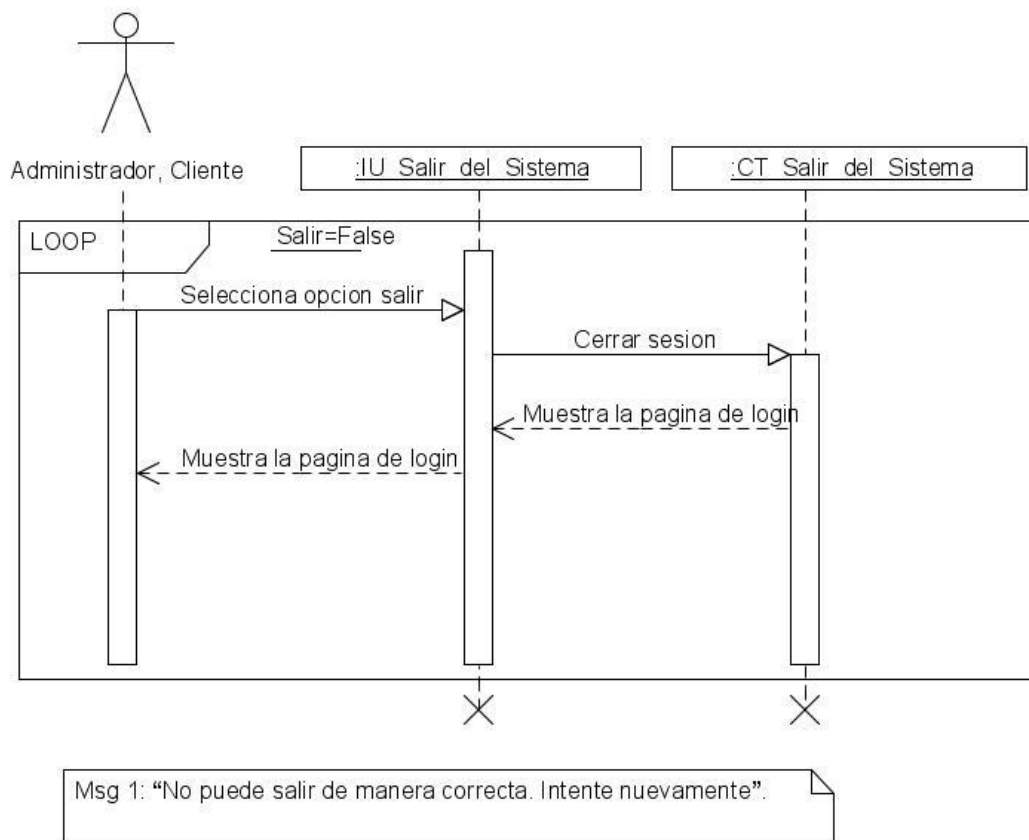 Administrador, Cliente
:IU Salir del Sistema
:CT Salir del Sistema
LOOP
Salir=False
Selecciona opcion salir
Cerrar sesion
Muestra la pagina de login
Muestra la pagina de login
Msg 1: “No puede salir de manera correcta. Intente nuevamente”.